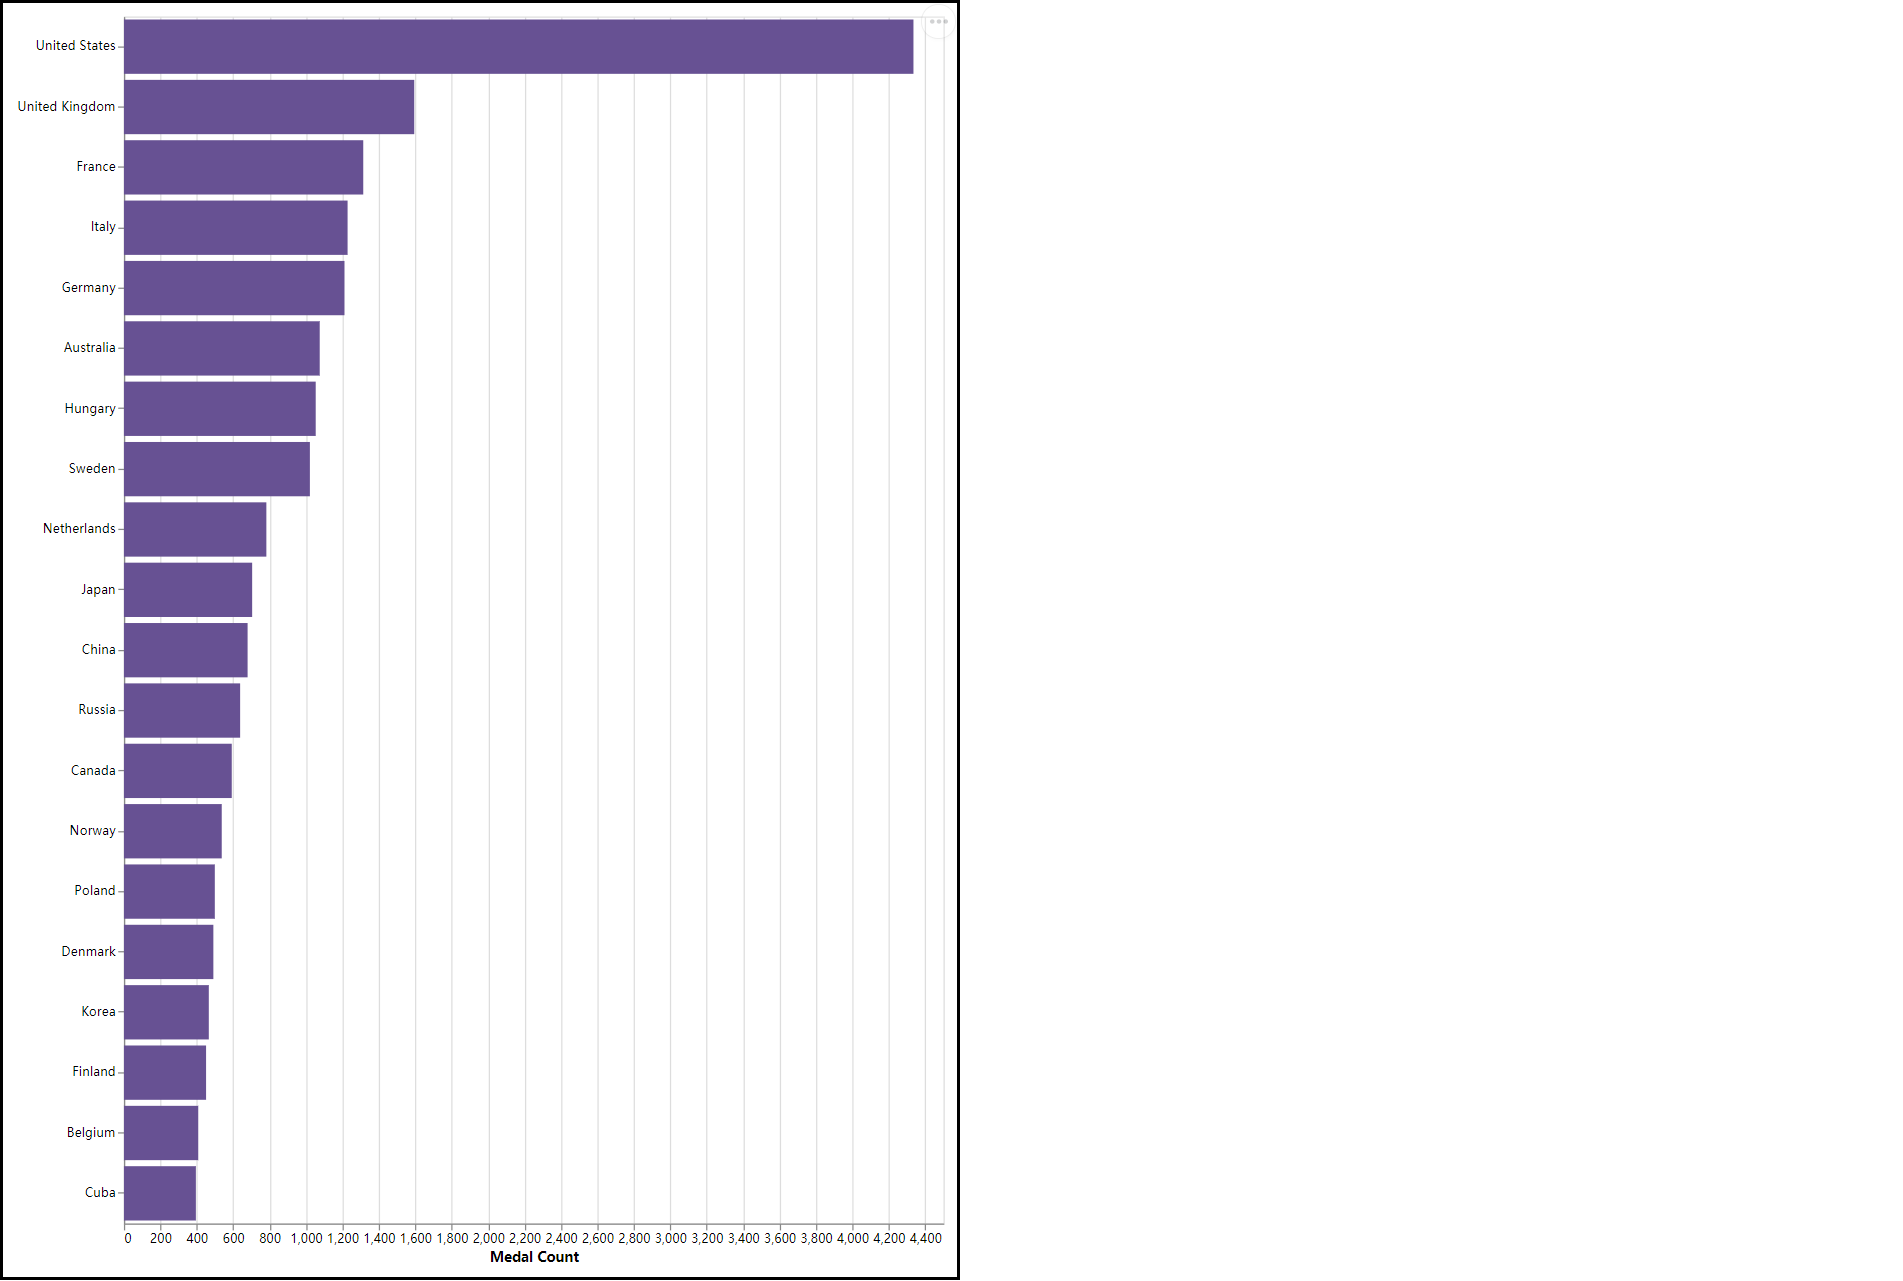 United States
United Kingdom
France
Italy
Germany
Australia
Hungary
Sweden
Netherlands
Japan
China
Russia
Canada
Norway
Poland
Denmark
Korea
Finland
Belgium
Cuba
0 200 400 600 800 1,000 1,200 1,400 1,600 1,800 2,000 2,200 2,400 2,600 2,800 3,000 3,200 3,400 3,600 3,800 4,000 4,200 4,400
Medal Count